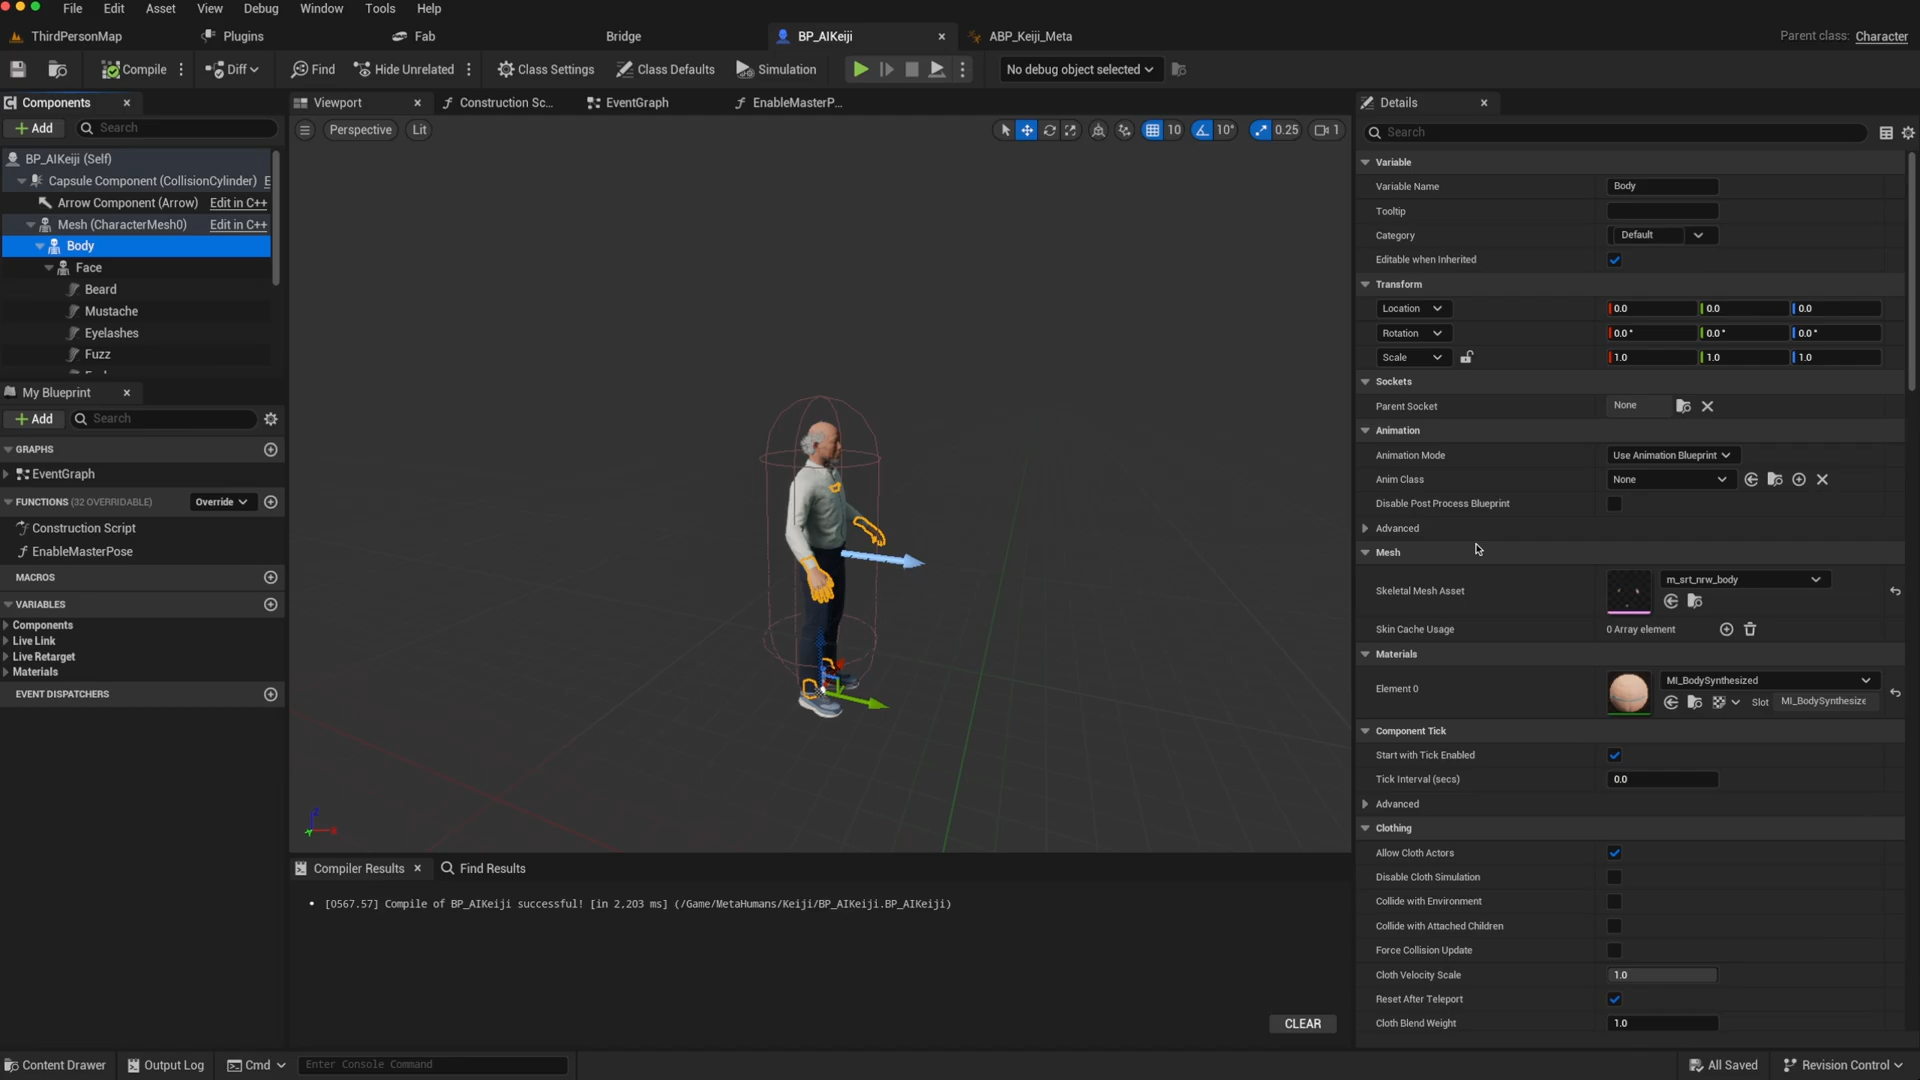 File Edit Asset View Debug Window Tools Help
ThirdPersonMap Plugins Fab Bridge BP_AIKeiji ABP_Keiji_Meta Parent class: Character
Compile Diff Find Hide Unrelated Class Settings Class Defaults Simulation No debug object selected
Components
Add Search
BP_AIKeiji (Self)
Capsule Component (CollisionCylinder) E
Arrow Component (Arrow) Edit in C++
Mesh (CharacterMesh0) Edit in C++
Body
Face
Beard
Mustache
Eyelashes
Fuzz
My Blueprint
Add Search
GRAPHS
EventGraph
FUNCTIONS (32 OVERRIDABLE) Override
Construction Script
EnableMasterPose
MACROS
VARIABLES
Components
Live Link
Live Retarget
Materials
EVENT DISPATCHERS
Viewport Construction Sc... EventGraph EnableMasterP...
Perspective Lit 10 10° 0.25 1
Z
Compiler Results Find Results
[0567.57] Compile of BP_AIKeiji successful! [in 2,203 ms] (/Game/MetaHumans/Keiji/BP_AIKeiji.BP_AIKeiji)
CLEAR
Details
Search
Variable
Variable Name Body
Tooltip
Category Default
Editable when Inherited
Transform
Location 0.0 0.0 0.0
Rotation 0.0° 0.0° 0.0°
Scale 1.0 1.0 1.0
Sockets
Parent Socket None
Animation
Animation Mode Use Animation Blueprint
Anim Class None
Disable Post Process Blueprint
Advanced
Mesh
Skeletal Mesh Asset m_srt_nrw_body
Skin Cache Usage 0 Array element
Materials
Element 0 MI_BodySynthesized
Slot MI_BodySynthesize
Component Tick
Start with Tick Enabled
Tick Interval (secs) 0.0
Advanced
Clothing
Allow Cloth Actors
Disable Cloth Simulation
Collide with Environment
Collide with Attached Children
Force Collision Update
Cloth Velocity Scale 1.0
Reset After Teleport
Cloth Blend Weight 1.0
Content Drawer Output Log Cmd Enter Console Command All Saved Revision Control